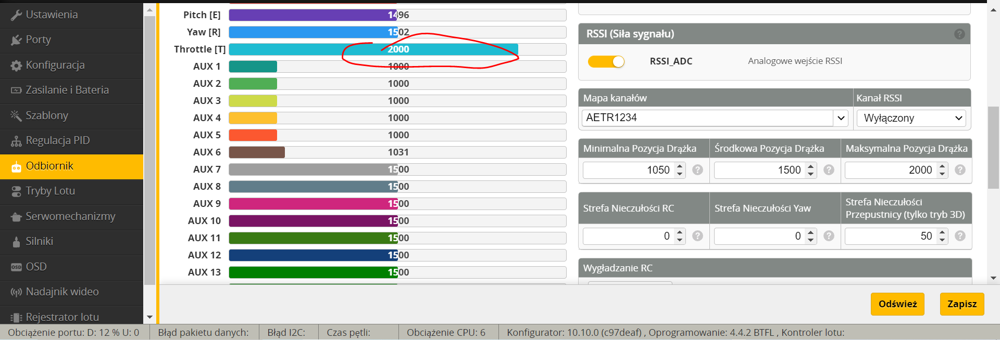 Ustawienia
Porty
Konfiguracja
Zasilanie i Bateria
Szablony
Regulacja PID
Odbiornik
Tryby Lotu
Serwomechanizmy
Silniki
OSD OSD
Nadajnik wideo
Rejestrator lotu
Pitch [E] 1496
Yaw [R] 1502
Throttle [T] 2000
AUX 1 1000
AUX 2 1000
AUX 3 1000
AUX 4 1000
AUX 5 1000
AUX 6 1031
AUX 7 1500
AUX 8 1500
AUX 9 1500
AUX 10 1500
AUX 11 1500
AUX 12 1500
AUX 13 1500
RSSI (Siła sygnału) ?
RSSI_ADC Analogowe wejście RSSI
Mapa kanałów Kanał RSSI
AETR1234 Wyłączony
Minimalna Pozycja Drążka Środkowa Pozycja Drążka Maksymalna Pozycja Drążka
1050 ? 1500 ? 2000 ?
Strefa Nieczułości RC Strefa Nieczułości Yaw Strefa Nieczułości
Przepustnicy (tylko tryb 3D)
0 ? 0 ? 50 ?
Wygładzanie RC
Odśwież Zapisz
Obciążenie portu: D: 12 % U: 0 Błąd pakietu danych: Błąd I2C: Czas pętli: Obciążenie CPU: 6 Konfigurator: 10.10.0 (c97deaf) , Oprogramowanie: 4.4.2 BTFL , Kontroler lotu: